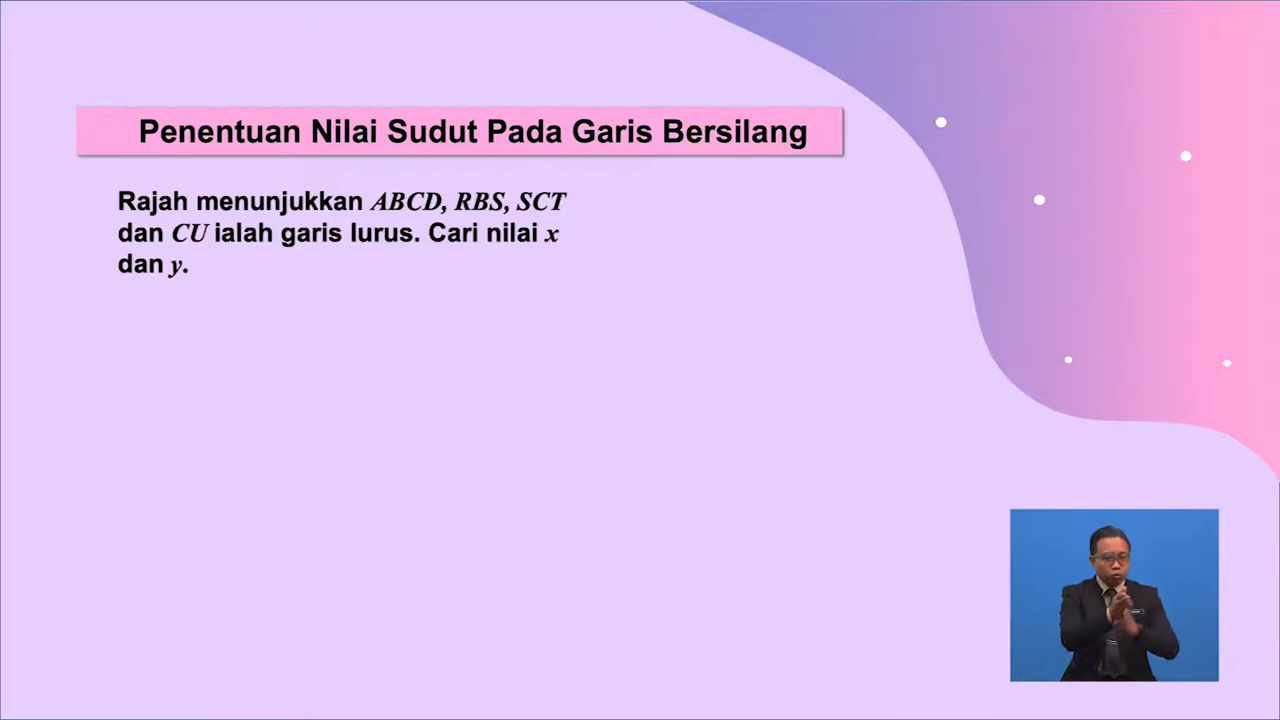 Penentuan Nilai Sudut Pada Garis Bersilang
Rajah menunjukkan ABCD, RBS, SCT
dan CU ialah garis lurus. Cari nilai x
dan y.